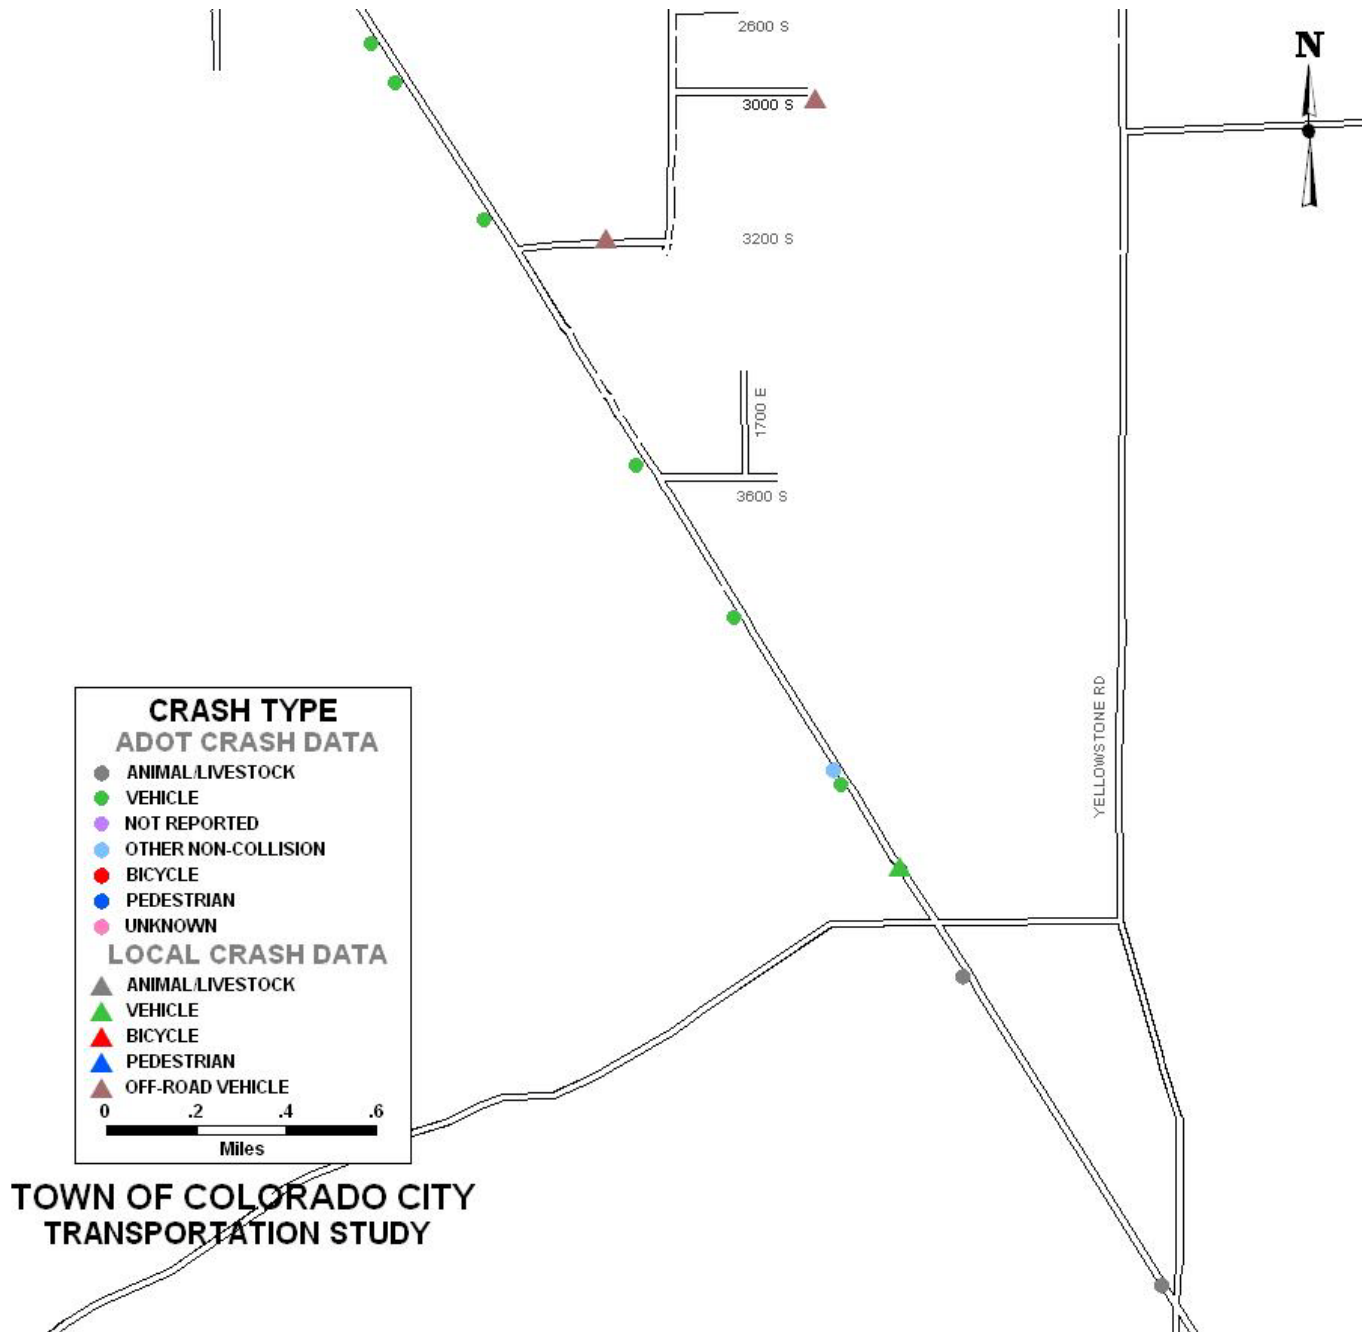 2600 S
N
3000 S
3200 S
1700 E
3600 S
YELLOWSTONE RD
CRASH TYPE
ADOT CRASH DATA
ANIMAL/LIVESTOCK
VEHICLE
NOT REPORTED
OTHER NON-COLLISION
BICYCLE
PEDESTRIAN
UNKNOWN
LOCAL CRASH DATA
ANIMAL/LIVESTOCK
VEHICLE
BICYCLE
PEDESTRIAN
OFF-ROAD VEHICLE
0 .2 .4 .6
Miles
TOWN OF COLORADO CITY
TRANSPORTATION STUDY